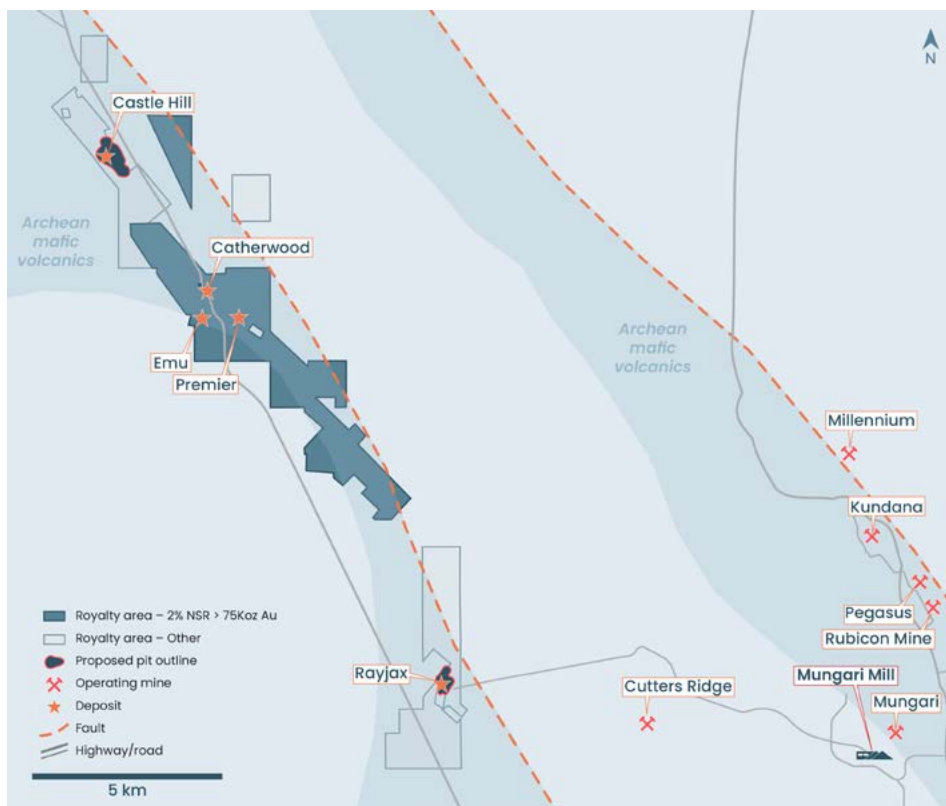 N
Castle Hill
Archean
mafic
volcanics
Catherwood
Emu
Premier
Archean
mafic
volcanics
Millennium
Kundana
Pegasus
Rubicon Mine
Rayjax
Cutters Ridge
Mungari Mill
Mungari
Royalty area – 2% NSR > 75Koz Au
Royalty area – Other
Proposed pit outline
Operating mine
Deposit
Fault
Highway/road
5 km